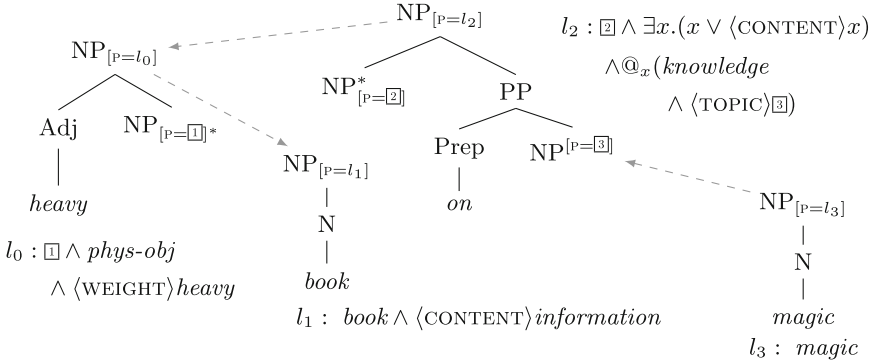 NP[P=l₂]
l₂ : [2] ∧ ∃x.(x ∨ ⟨CONTENT⟩x)
∧@ₓ(knowledge
∧ ⟨TOPIC⟩[3])
NP[P=l₀]
NP*[P=[2]]
PP
Adj
NP[P=[1]]*
Prep
NP[P=[3]]
NP[P=l₁]
heavy
N
on
NP[P=l₃]
l₀ : [1] ∧ phys-obj
∧ ⟨WEIGHT⟩heavy
book
N
l₁ : book ∧ ⟨CONTENT⟩information
magic
l₃ : magic